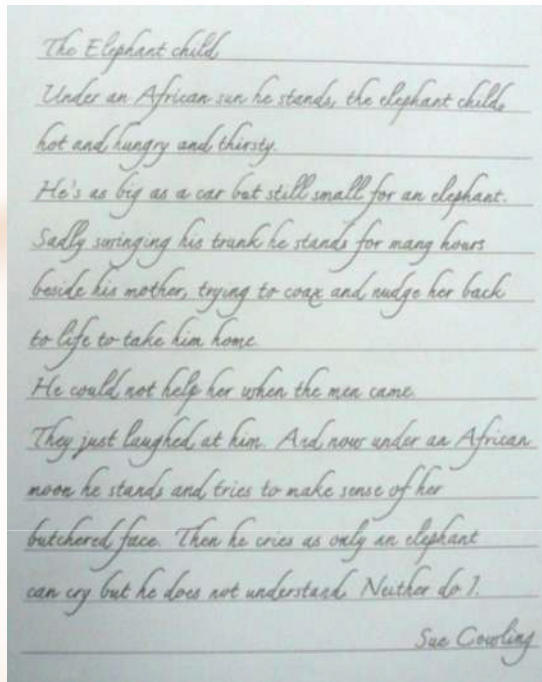 The Elephant child
Under an African sun he stands, the elephant child,
hot and hungry and thirsty.
He's as big as a car but still small for an elephant.
Sadly swinging his trunk he stands for many hours
beside his mother, trying to coax and nudge her back
to life to take him home.
He could not help her when the men came.
They just laughed at him. And now under an African
moon he stands and tries to make sense of her
butchered face. Then he cries as only an elephant
can cry but he does not understand. Neither do I.
Sue Cowling